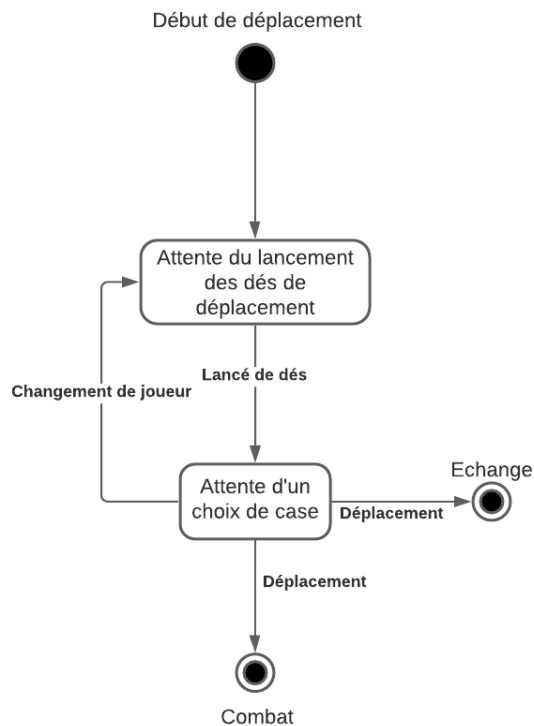 Début de déplacement
Attente du lancement
des dés de
déplacement
Lancé de dés
Changement de joueur
Attente d'un
choix de case
Echange
Déplacement
Déplacement
Combat